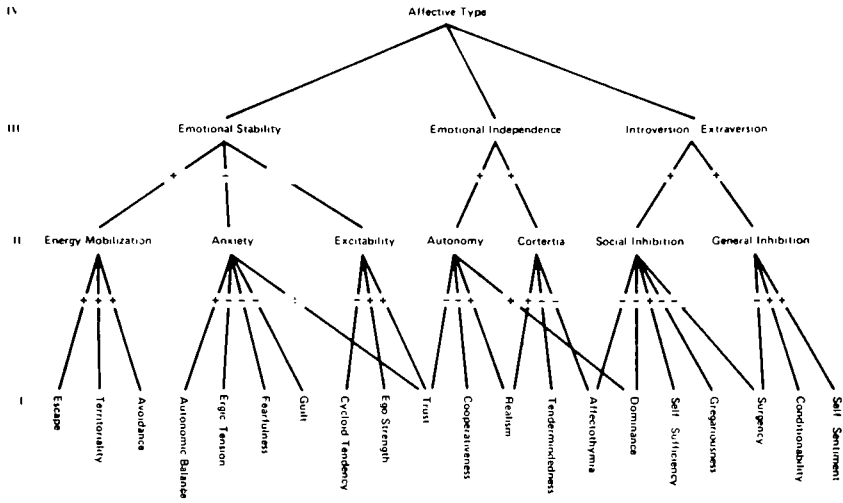 IV Affective Type
III Emotional Stability Emotional Independence Introversion Extraversion
+ − + + + +
II Energy Mobilization Anxiety Excitability Autonomy Cortertia Social Inhibition General Inhibition
+ + + + − − − − + + − − + + + − − − + − − + +
I Escape Territoriality Avoidance Autonomic Balance Ergic Tension Fearfulness Guilt Cycloid Tendency Ego Strength Trust Cooperativeness Realism Tendermindedness Affectothymia Dominance Self Sufficiency Gregariousness Surgency Conditionability Self Sentiment